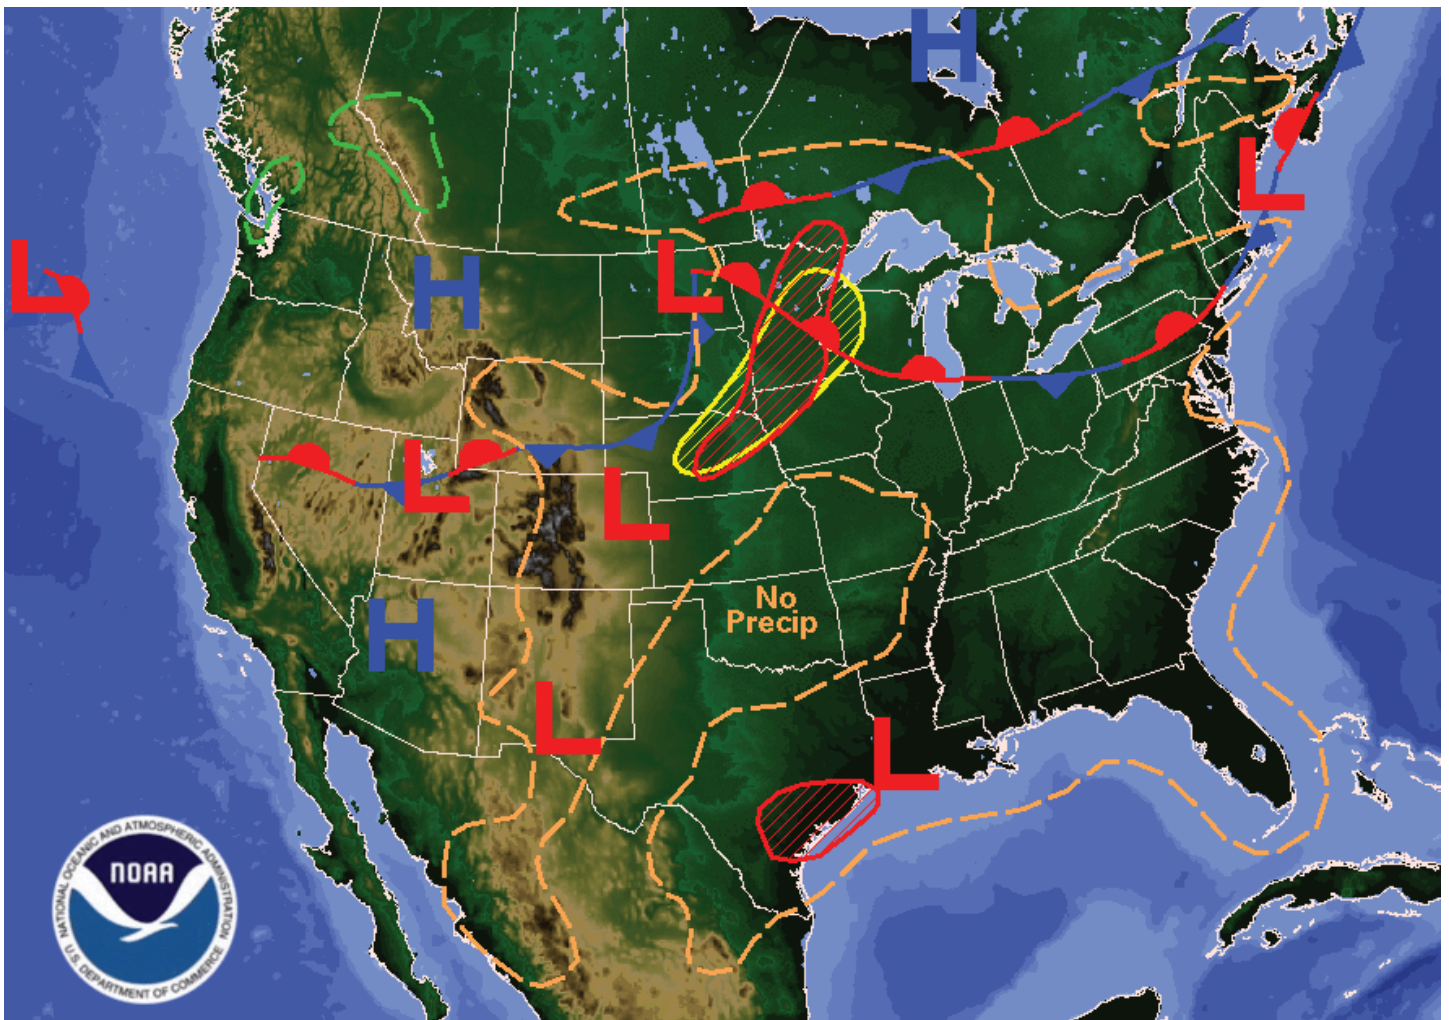 H
L
L
H
L
L
No
Precip
H
L
L
NOAA
NATIONAL OCEANIC AND ATMOSPHERIC ADMINISTRATION
U.S. DEPARTMENT OF COMMERCE